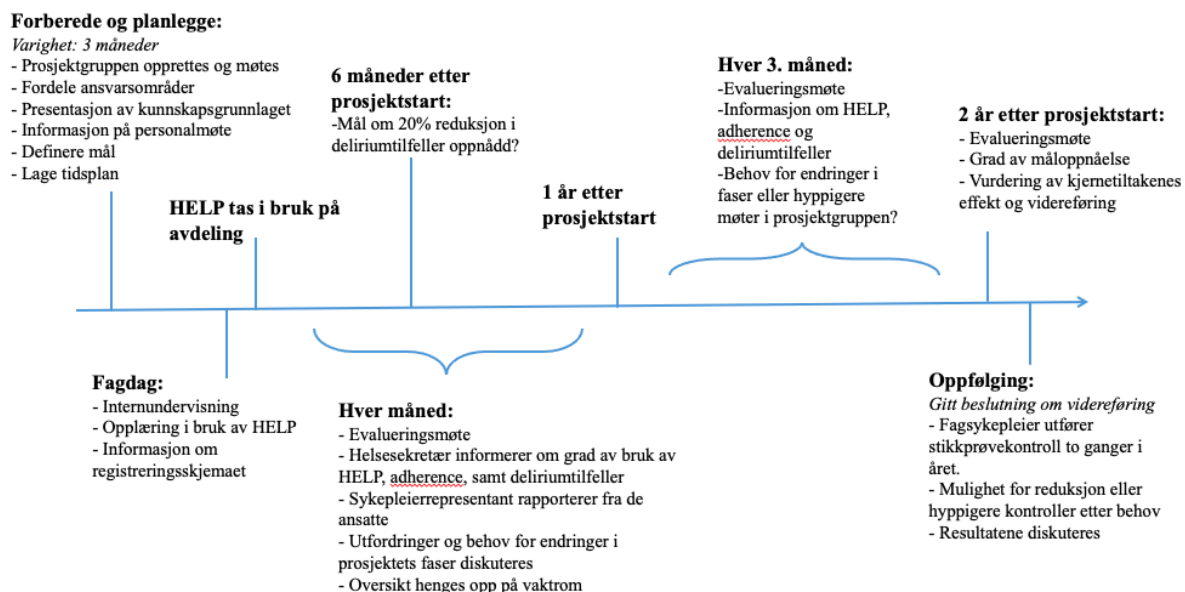 Forberede og planlegge:
Varighet: 3 måneder
- Prosjektgruppen opprettes og møtes
- Fordele ansvarsområder
- Presentasjon av kunnskapsgrunnlaget
- Informasjon på personalmøte
- Definere mål
- Lage tidsplan
HELP tas i bruk på
avdeling
6 måneder etter
prosjektstart:
-Mål om 20% reduksjon i
deliriumtilfeller oppnådd?
1 år etter
prosjektstart
Hver 3. måned:
-Evalueringsmøte
-Informasjon om HELP,
adherence og
deliriumtilfeller
-Behov for endringer i
faser eller hyppigere
møter i prosjektgruppen?
2 år etter prosjektstart:
- Evalueringsmøte
- Grad av måloppnåelse
- Vurdering av kjernetiltakenes
effekt og videreføring
Fagdag:
- Internundervisning
- Opplæring i bruk av HELP
- Informasjon om
registreringsskjemaet
Hver måned:
- Evalueringsmøte
- Helsesekretær informerer om grad av bruk av
HELP, adherence, samt deliriumtilfeller
- Sykepleierrepresentant rapporterer fra de
ansatte
- Utfordringer og behov for endringer i
prosjektets faser diskuteres
- Oversikt henges opp på vaktrom
Oppfølging:
Gitt beslutning om videreføring
- Fagsykepleier utfører
stikkprøvekontroll to ganger i
året.
- Mulighet for reduksjon eller
hyppigere kontroller etter behov
- Resultatene diskuteres